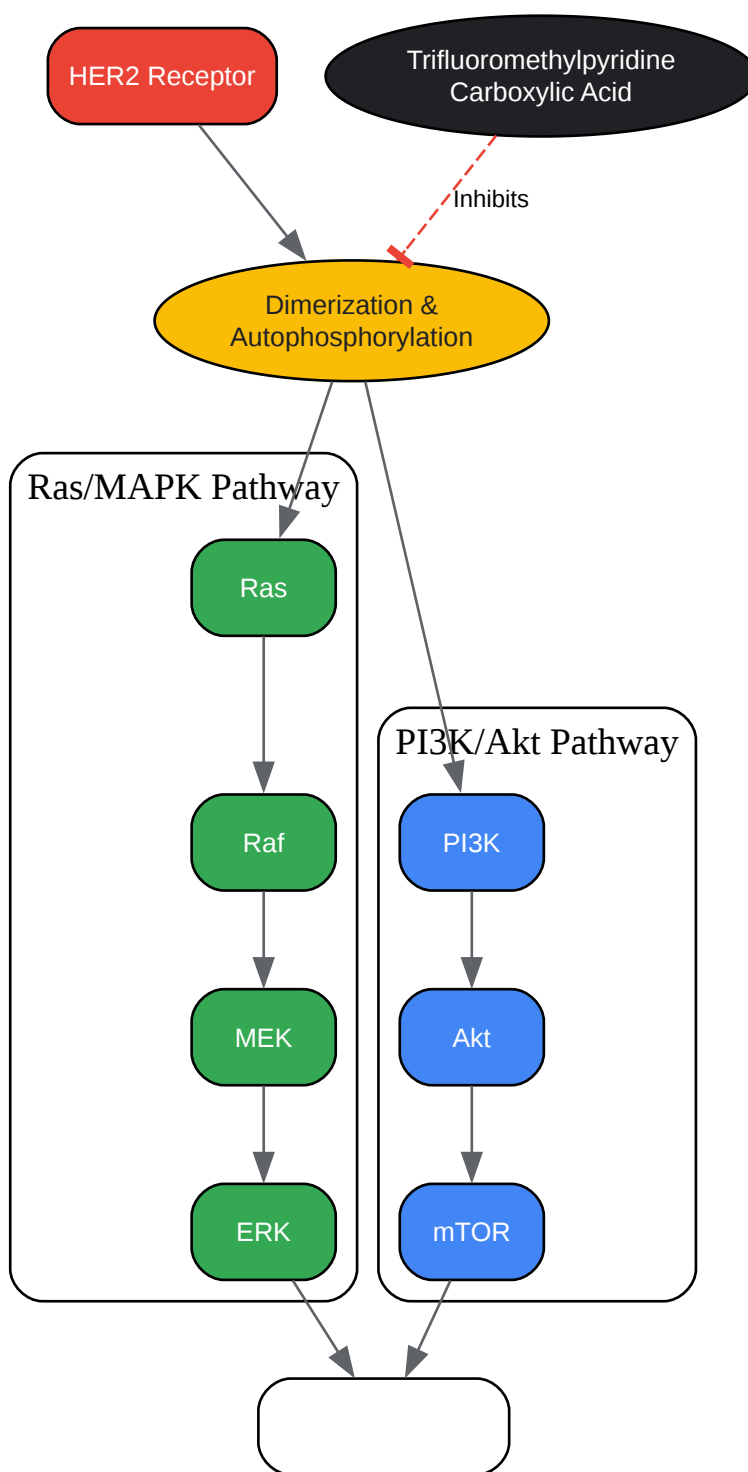 HER2 Receptor
Trifluoromethylpyridine
Carboxylic Acid
Inhibits
Dimerization &
Autophosphorylation
Ras/MAPK Pathway
Ras
PI3K/Akt Pathway
Raf
PI3K
MEK
Akt
ERK
mTOR